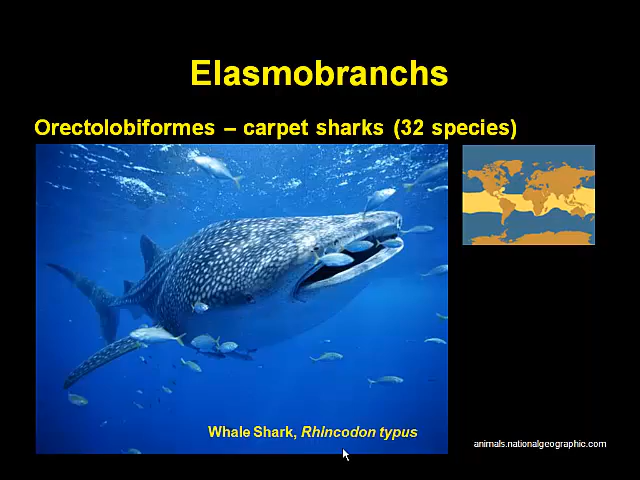 Elasmobranchs
Orectolobiformes – carpet sharks (32 species)
Whale Shark, Rhincodon typus
animals.nationalgeographic.com